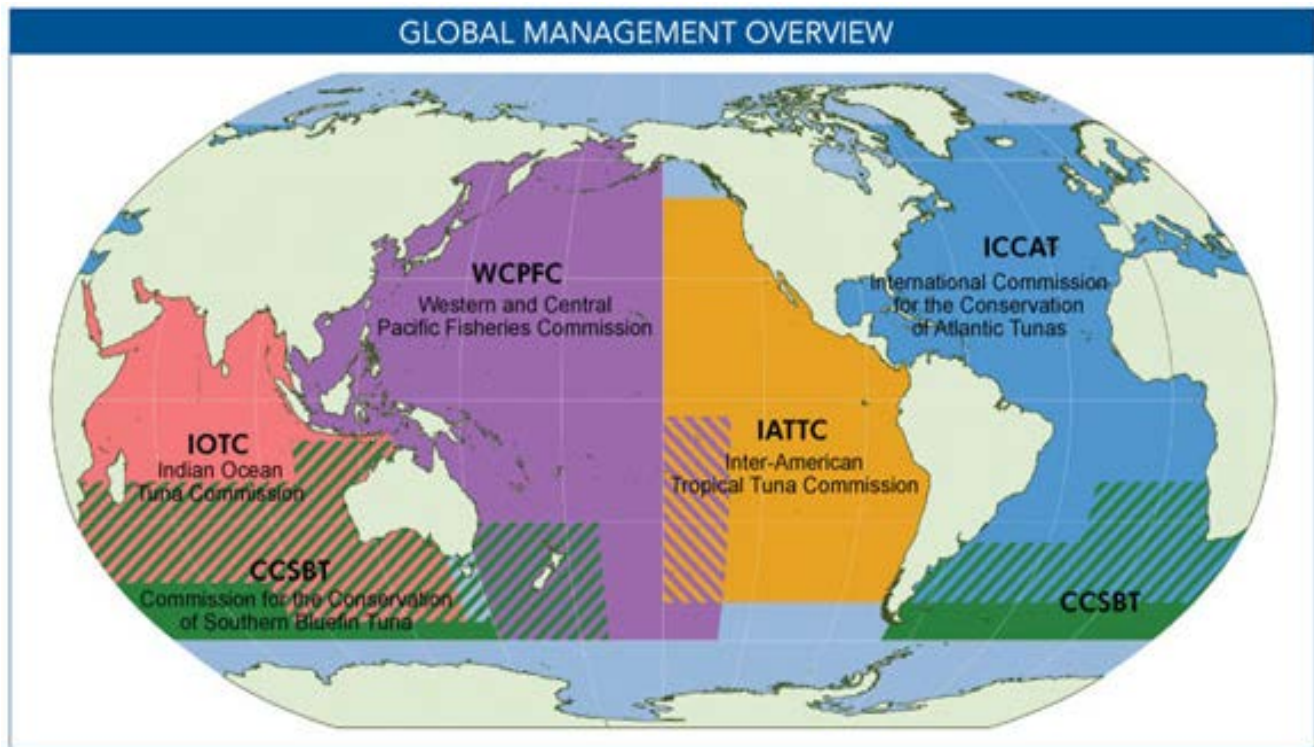 GLOBAL MANAGEMENT OVERVIEW
WCPFC
Western and Central
Pacific Fisheries Commission
ICCAT
International Commission
for the Conservation
of Atlantic Tunas
IOTC
Indian Ocean
Tuna Commission
IATTC
Inter-American
Tropical Tuna Commission
CCSBT
Commission for the Conservation
of Southern Bluefin Tuna
CCSBT